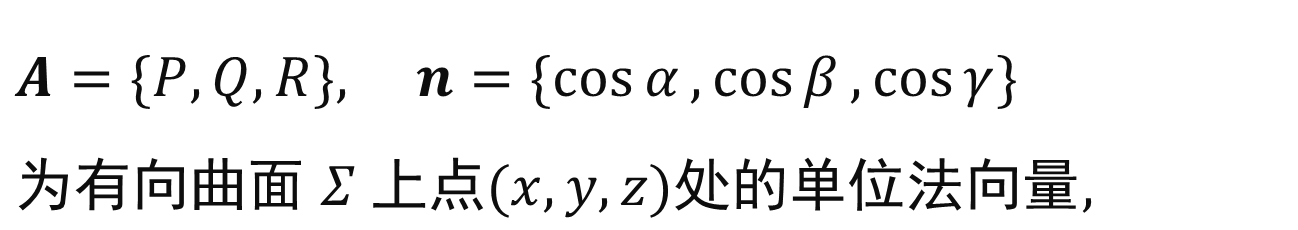 A = {P, Q, R},  n = {cos α , cos β , cos γ}
为有向曲面 Σ 上点(x, y, z)处的单位法向量,